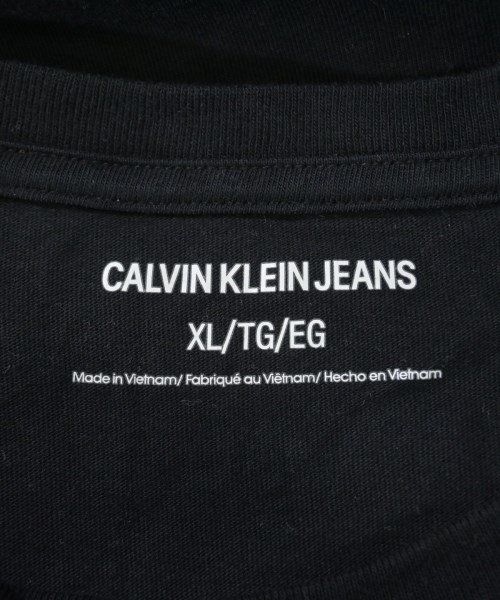 CALVIN KLEIN JEANS
XL/TG/EG
Made in Vietnam/ Fabriqué au Viêtnam/ Hecho en Vietnam